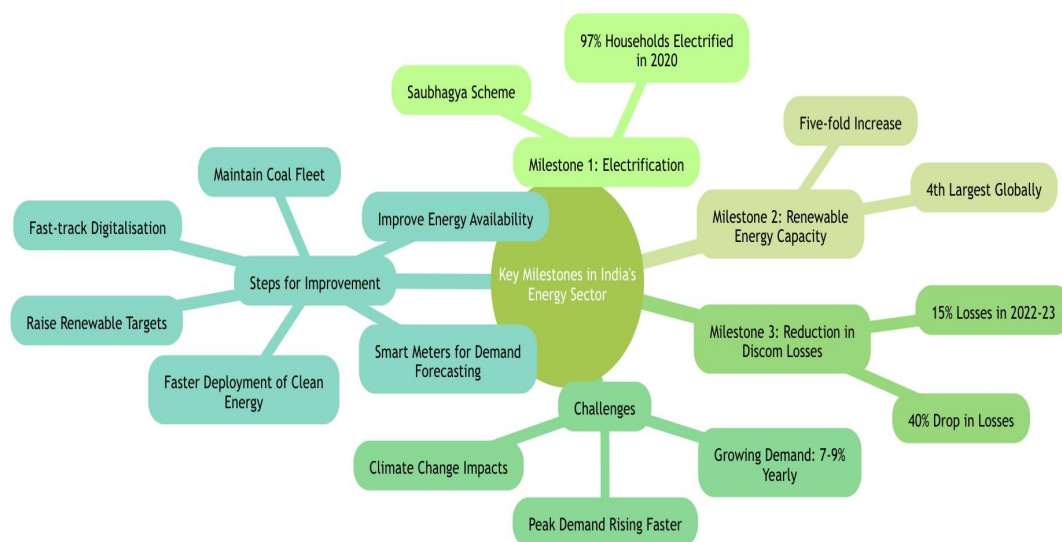 97% Households Electrified
in 2020
Saubhagya Scheme
Milestone 1: Electrification
Five-fold Increase
4th Largest Globally
Milestone 2: Renewable
Energy Capacity
Maintain Coal Fleet
Improve Energy Availability
Fast-track Digitalisation
Steps for Improvement
Raise Renewable Targets
Faster Deployment of Clean
Energy
Smart Meters for Demand
Forecasting
Key Milestones in India's
Energy Sector
Milestone 3: Reduction in
Discom Losses
15% Losses in 2022-23
40% Drop in Losses
Challenges
Climate Change Impacts
Peak Demand Rising Faster
Growing Demand: 7-9%
Yearly